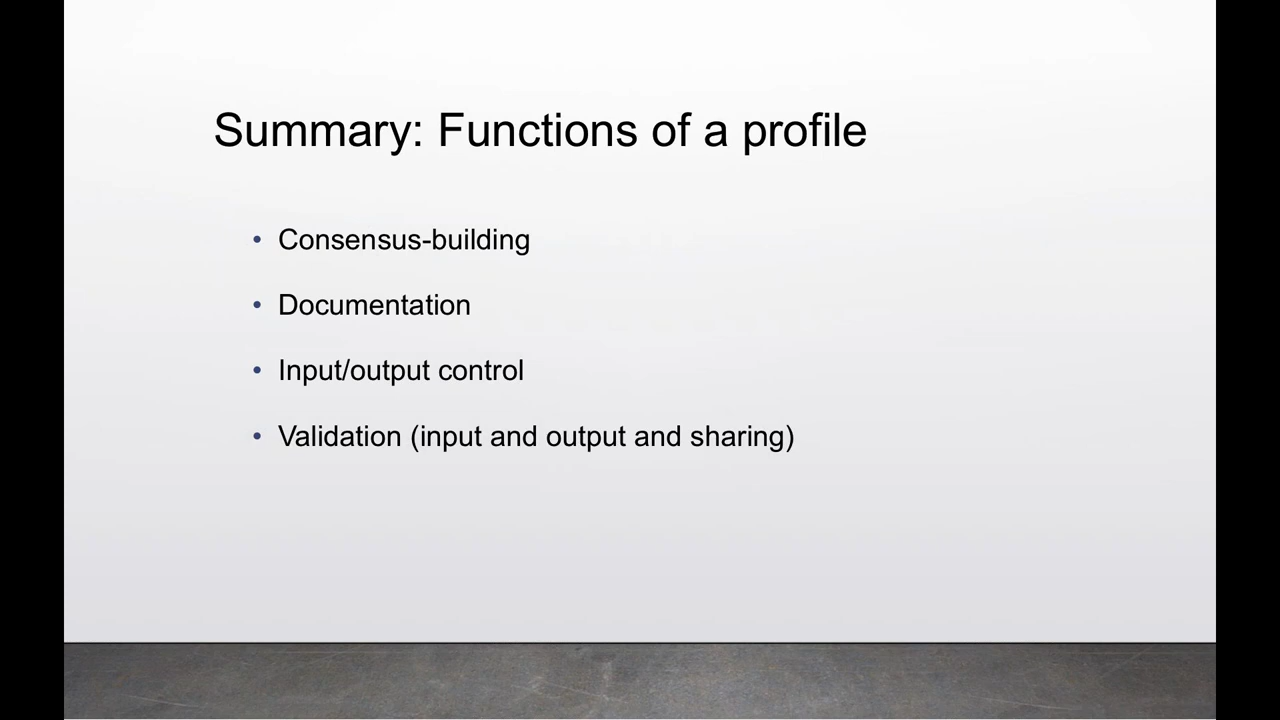 Summary: Functions of a profile
• Consensus-building
• Documentation
• Input/output control
• Validation (input and output and sharing)